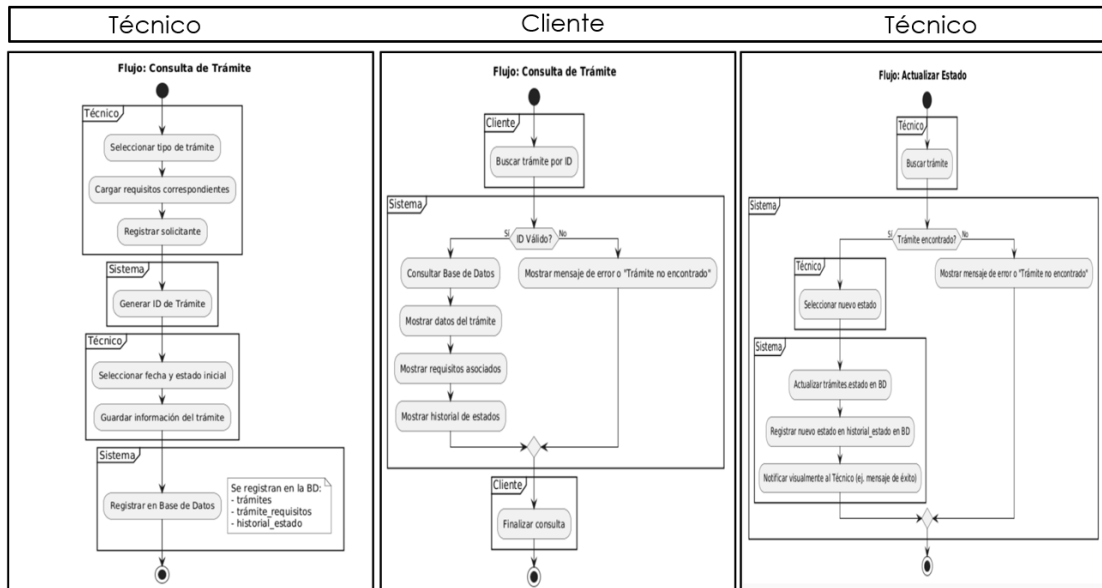 Técnico
Cliente
Técnico
Flujo: Consulta de Trámite
Técnico
Seleccionar tipo de trámite
Cargar requisitos correspondientes
Registrar solicitante
Sistema
Generar ID de Trámite
Técnico
Seleccionar fecha y estado inicial
Guardar información del trámite
Sistema
Registrar en Base de Datos
Se registran en la BD:
- trámites
- trámite_requisitos
- historial_estado
Flujo: Consulta de Trámite
Cliente
Buscar trámite por ID
Sistema
Sí
ID Válido?
No
Consultar Base de Datos
Mostrar mensaje de error o "Trámite no encontrado"
Mostrar datos del trámite
Mostrar requisitos asociados
Mostrar historial de estados
Cliente
Finalizar consulta
Flujo: Actualizar Estado
Técnico
Buscar trámite
Sistema
Sí
Trámite encontrado?
No
Técnico
Seleccionar nuevo estado
Mostrar mensaje de error o "Trámite no encontrado"
Sistema
Actualizar trámites.estado en BD
Registrar nuevo estado en historial_estado en BD
Notificar visualmente al Técnico (ej. mensaje de éxito)